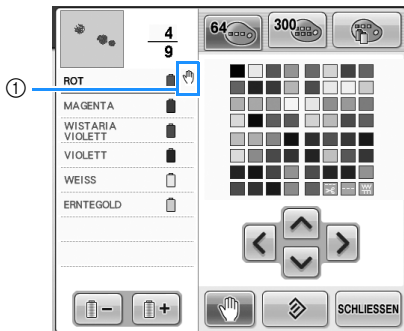 4
9
64
300
ROT
1
MAGENTA
WISTARIA
VIOLETT
VIOLETT
WEISS
ERNTEGOLD
SCHLIESSEN